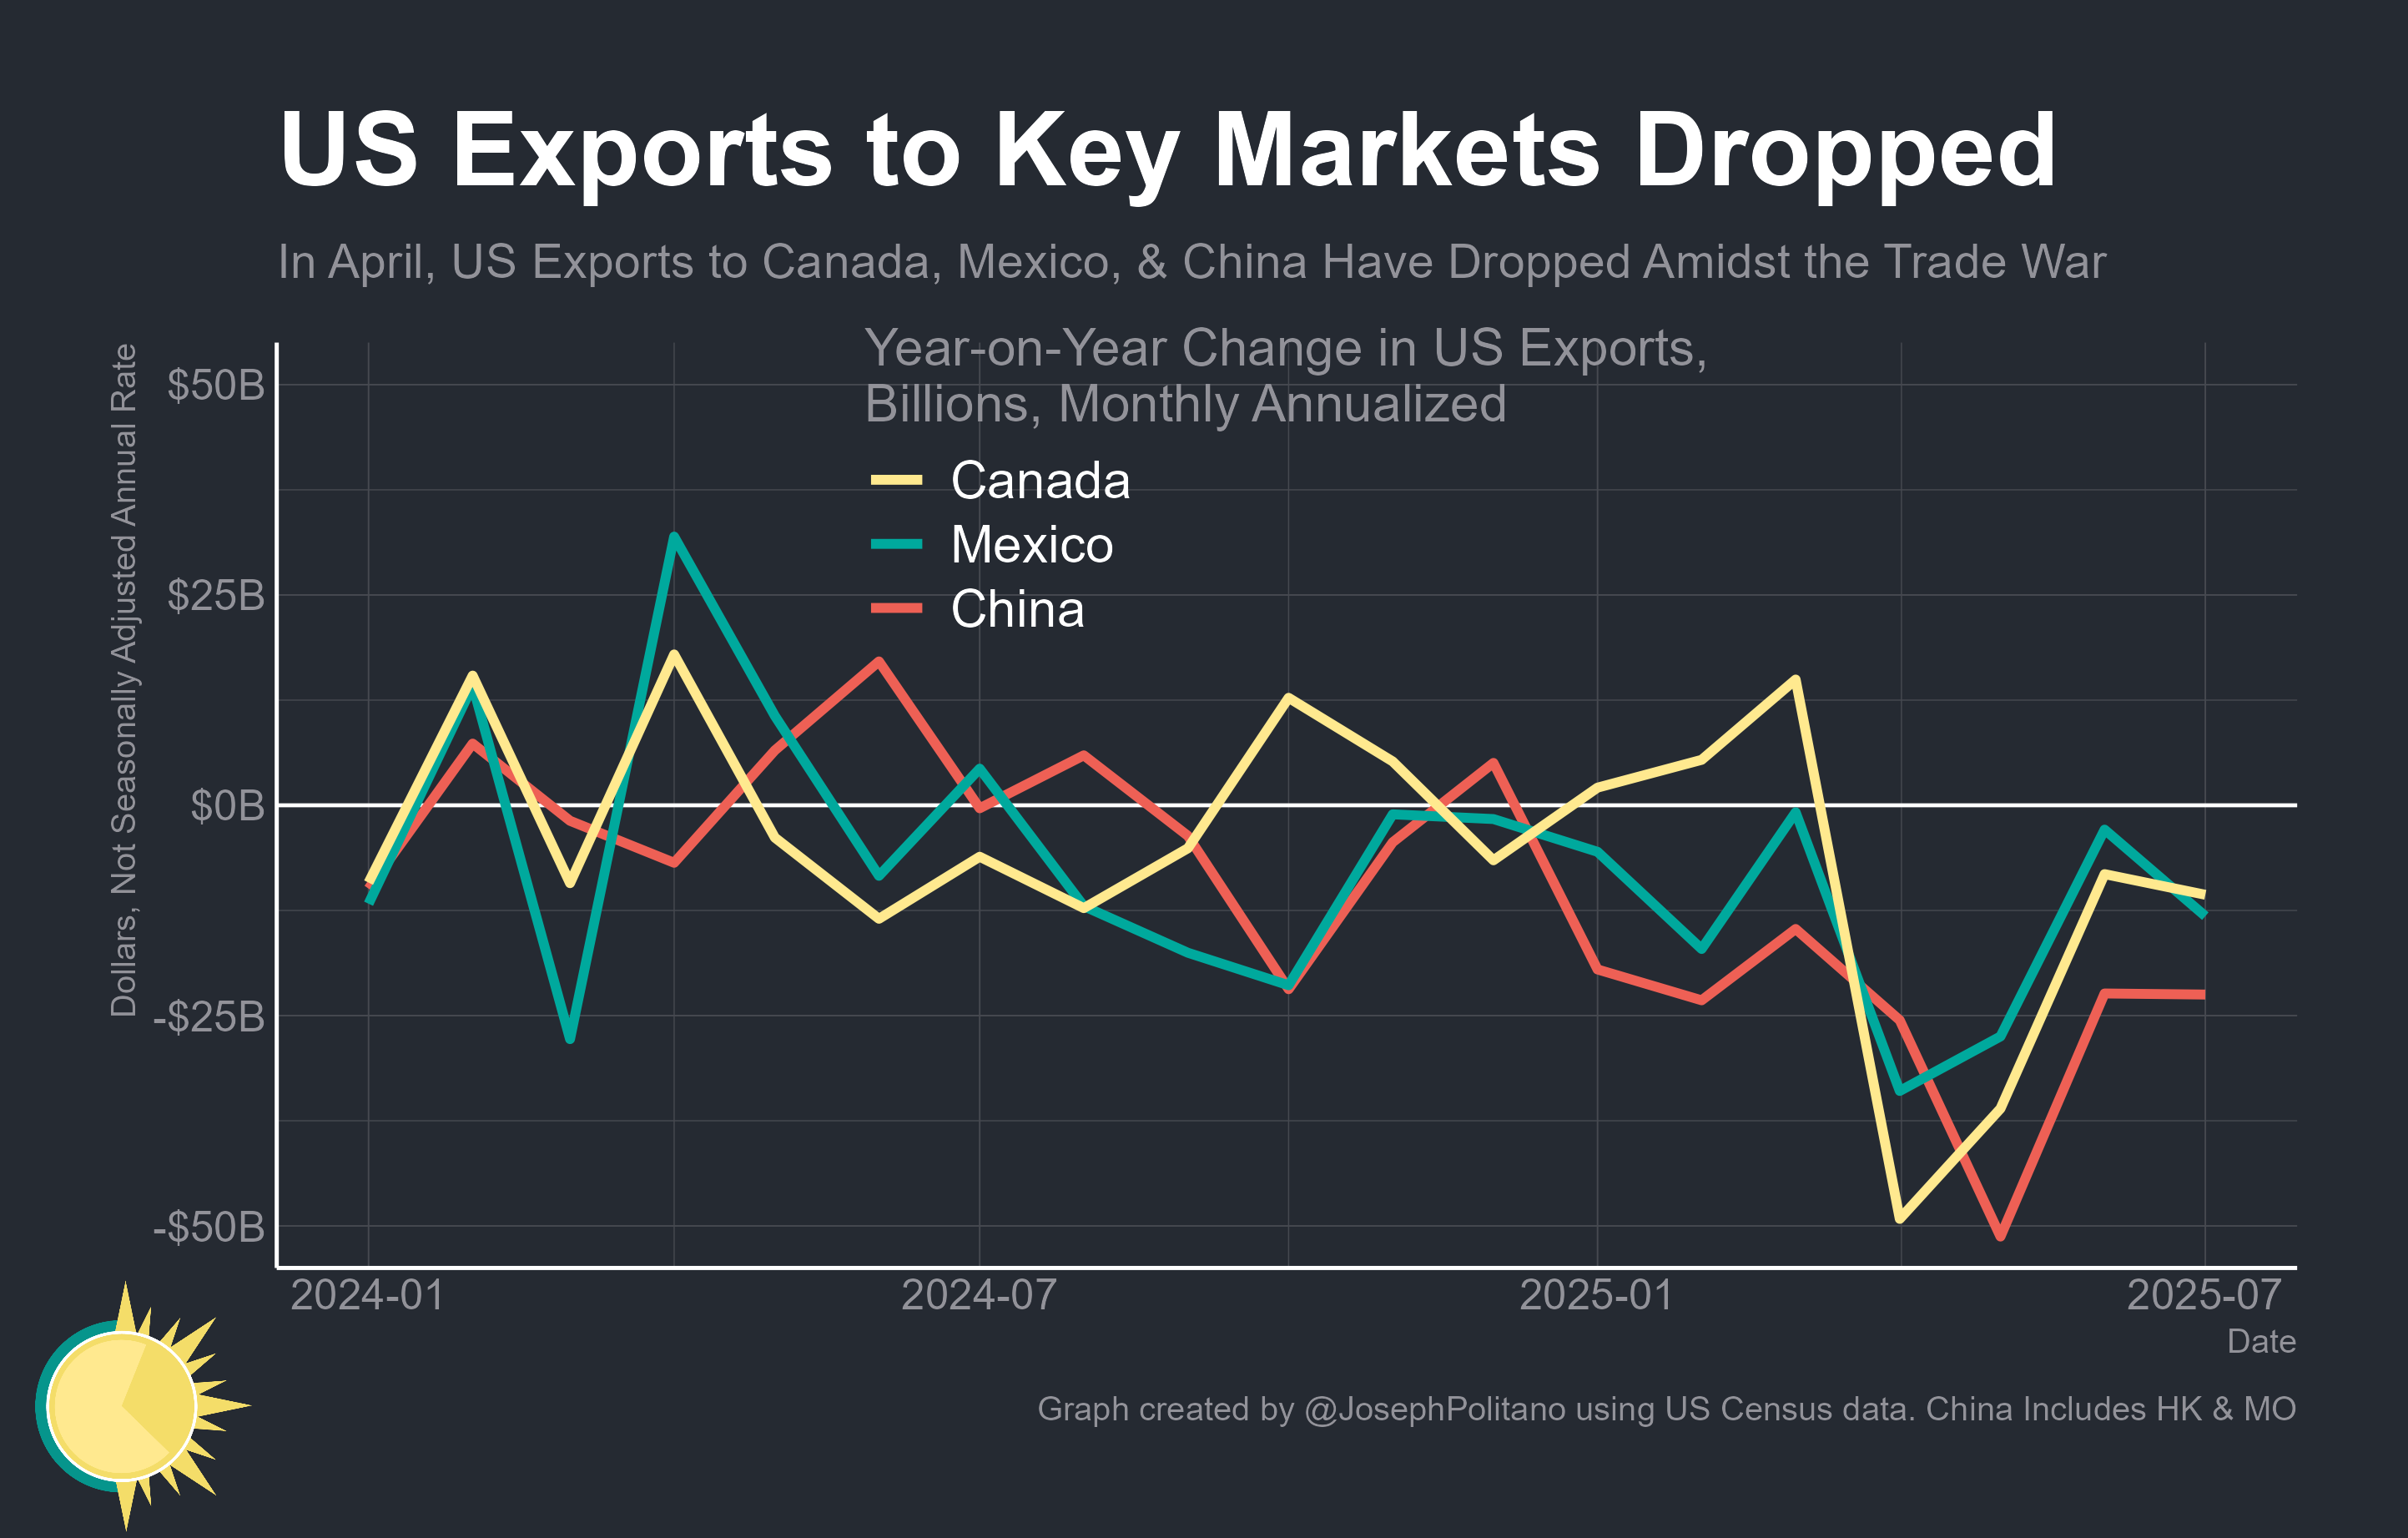 US Exports to Key Markets Dropped
In April, US Exports to Canada, Mexico, & China Have Dropped Amidst the Trade War
Year-on-Year Change in US Exports,
Billions, Monthly Annualized
Canada
Mexico
China
Dollars, Not Seasonally Adjusted Annual Rate
$50B
$25B
$0B
-$25B
-$50B
2024-01 2024-07 2025-01 2025-07
Date
Graph created by @JosephPolitano using US Census data. China Includes HK & MO